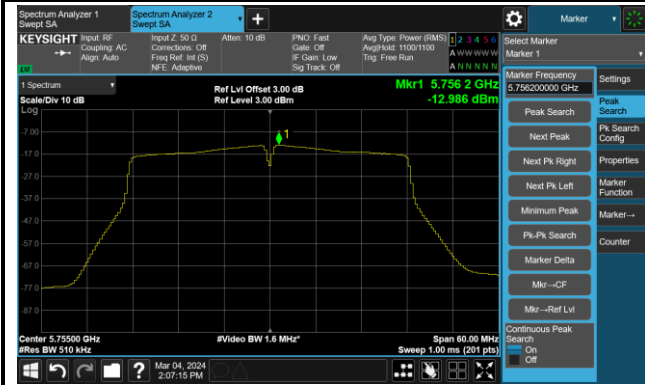 Spectrum Analyzer 1
Swept SA
Spectrum Analyzer 2
Swept SA
Marker
KEYSIGHT
Input: RF
Coupling: AC
Align: Auto
Input Z: 50 Ω
Corrections: Off
Freq Ref: Int (S)
NFE: Adaptive
Atten: 10 dB
PNO: Fast
Gate: Off
IF Gain: Low
Sig Track: Off
Avg Type: Power (RMS)
Avg|Hold: 1100/1100
Trig: Free Run
1 2 3 4 5 6
A W W W W W
A N N N N N
1 Spectrum
Scale/Div 10 dB
Log
Ref Lvl Offset 3.00 dB
Ref Level 3.00 dBm
Mkr1 5.756 2 GHz
-12.986 dBm
1
-7.00
-17.0
-27.0
-37.0
-47.0
-57.0
-67.0
-77.0
-87.0
Center 5.75500 GHz
#Res BW 510 kHz
#Video BW 1.6 MHz*
Span 60.00 MHz
Sweep 1.00 ms (201 pts)
Mar 04, 2024
2:07:15 PM
Select Marker
Marker 1
Marker Frequency
5.756200000 GHz
Peak Search
Next Peak
Next Pk Right
Next Pk Left
Minimum Peak
Pk-Pk Search
Marker Delta
Mkr→CF
Mkr→Ref Lvl
Continuous Peak
Search
On
Off
Settings
Peak
Search
Pk Search
Config
Properties
Marker
Function
Marker→
Counter